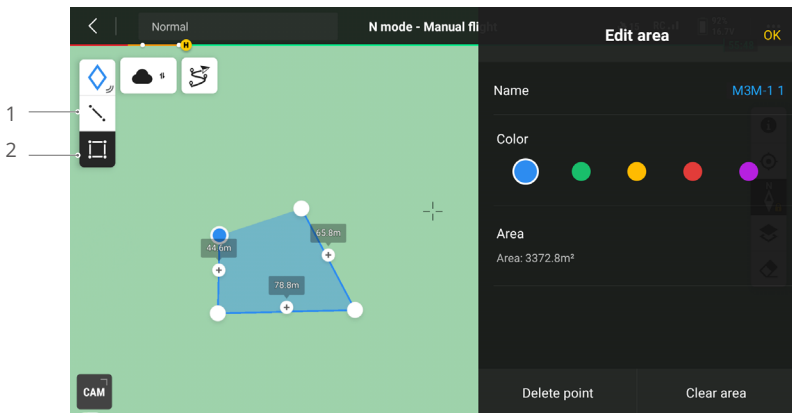 Normal
N mode - Manual fli
Edit area
OK
H
1
2
Name
M3M-1 1
Color
44.6m
65.8m
78.8m
Area
Area: 3372.8m²
CAM
Delete point
Clear area